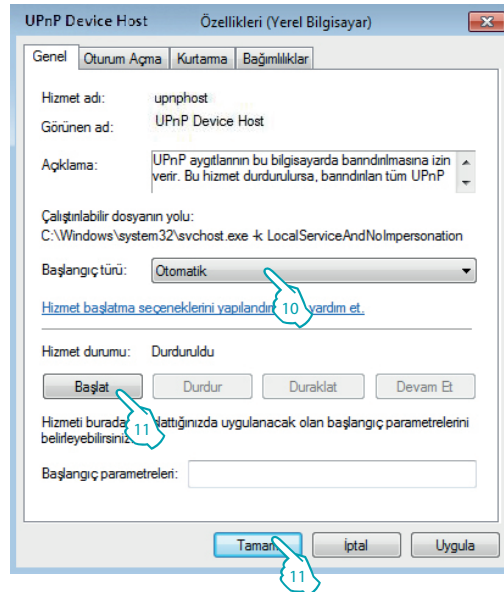 UPnP Device Host Özellikleri (Yerel Bilgisayar)
Genel Oturum Açma Kurtarma Bağımlılıklar
Hizmet adı: upnphost
Görünen ad: UPnP Device Host
Açıklama: UPnP aygıtlarının bu bilgisayarda barındırılmasına izin
verir. Bu hizmet durdurulursa, barındırılan tüm UPnP
Çalıştırılabilir dosyanın yolu:
C:\Windows\system32\svchost.exe -k LocalServiceAndNoImpersonation
Başlangıç türü: Otomatik
Hizmet başlatma seçeneklerini yapılandır yardım et.
10
Hizmet durumu: Durduruldu
Başlat Durdur Duraklat Devam Et
11
Hizmeti burada lattığınızda uygulanacak olan başlangıç parametrelerini
belirleyebilirsiniz.
Başlangıç parametreleri:
Tamam İptal Uygula
11